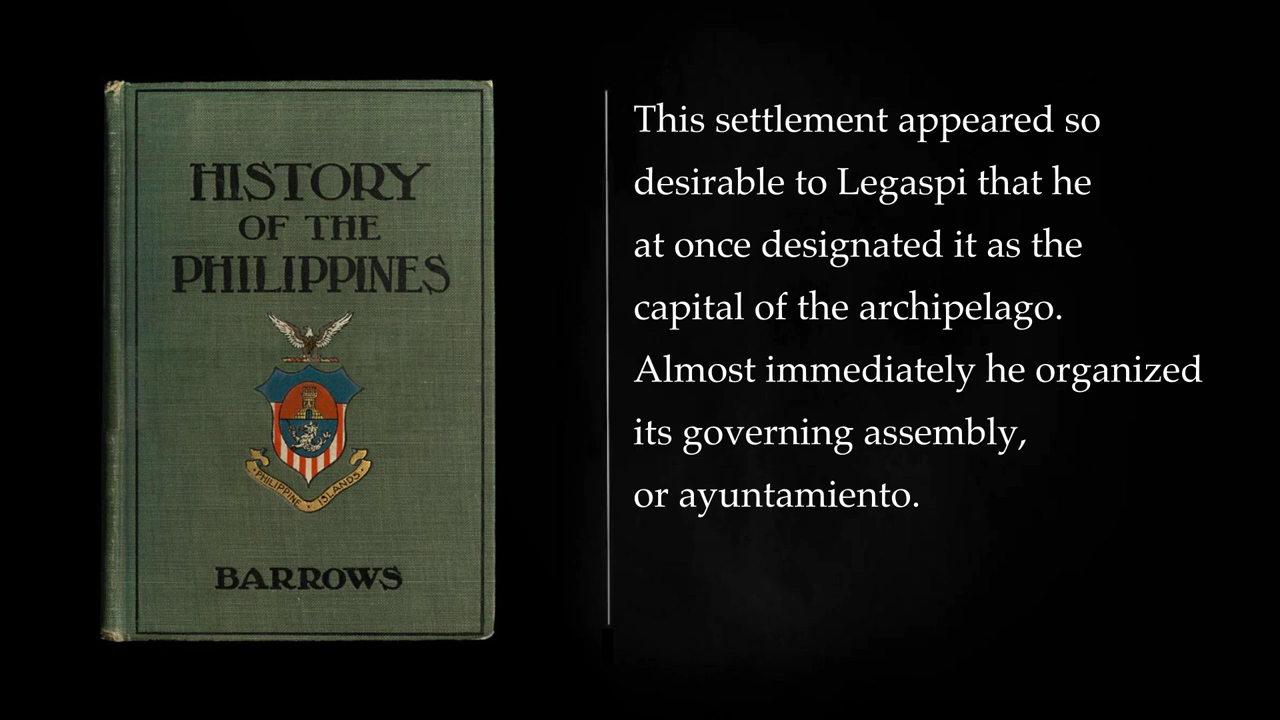 HISTORY
OF THE
PHILIPPINES
PHILIPPINE ISLANDS
BARROWS
This settlement appeared so
desirable to Legaspi that he
at once designated it as the
capital of the archipelago.
Almost immediately he organized
its governing assembly,
or ayuntamiento.